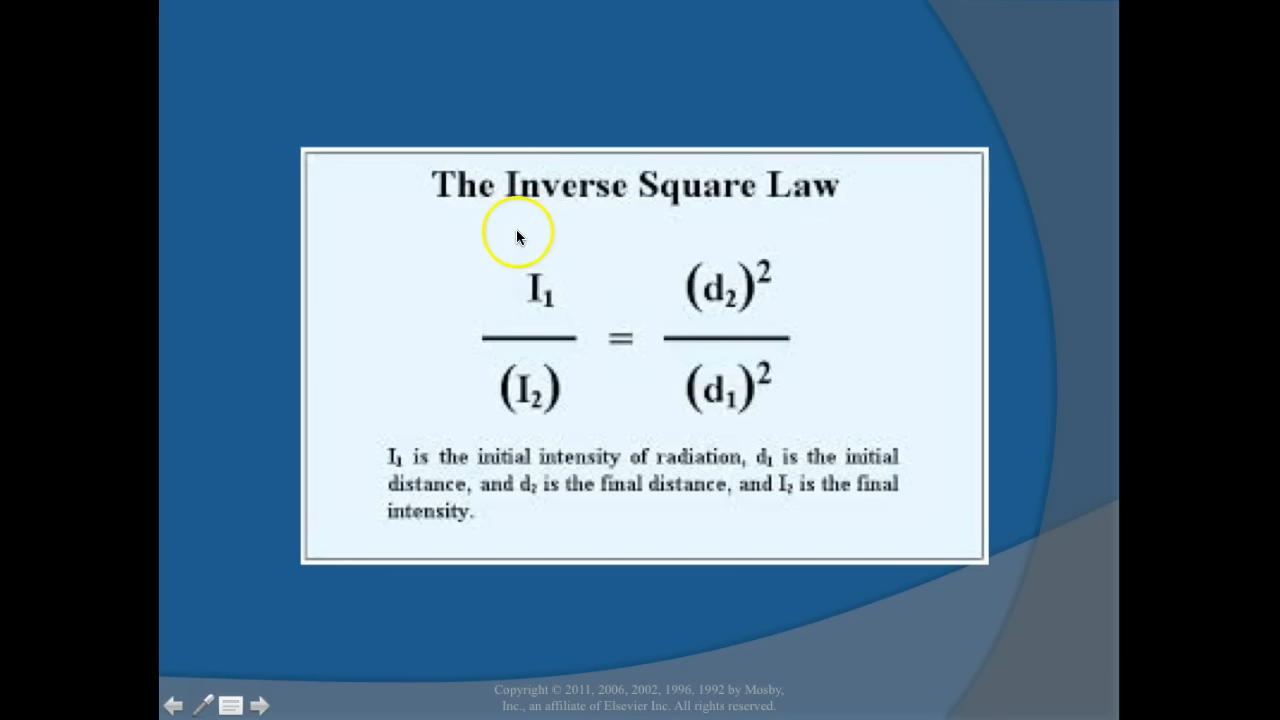 The Inverse Square Law
I₁ (d₂)²
=
(I₂) (d₁)²
I₁ is the initial intensity of radiation, d₁ is the initial
distance, and d₂ is the final distance, and I₂ is the final
intensity.
Copyright © 2011, 2006, 2002, 1996, 1992 by Mosby,
Inc., an affiliate of Elsevier Inc. All rights reserved.